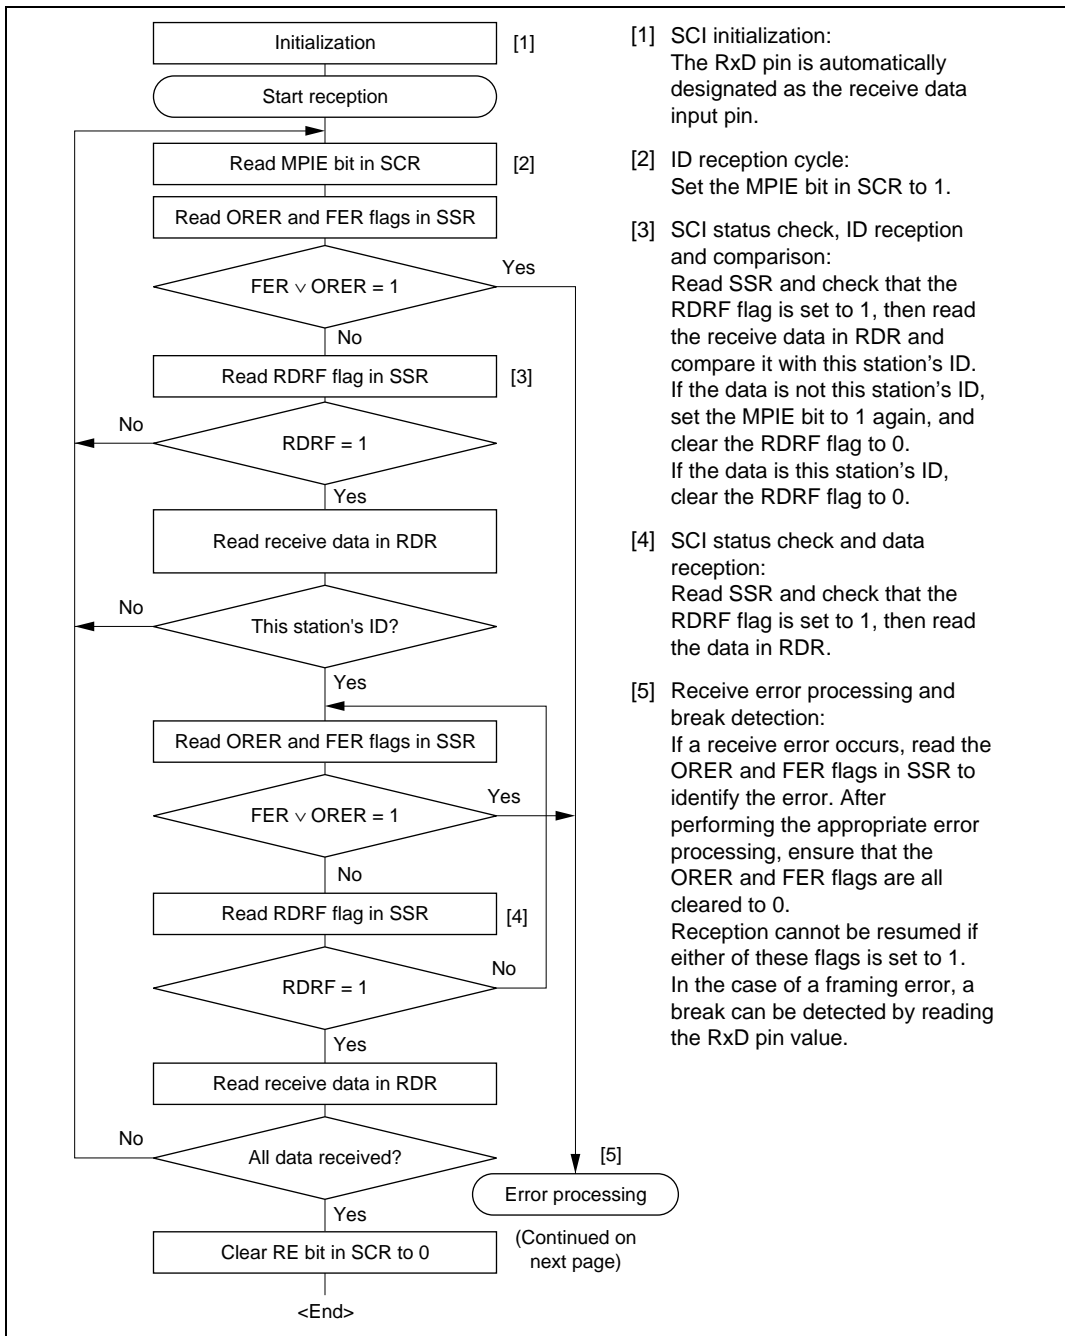 Initialization [1]
Start reception
Read MPIE bit in SCR [2]
Read ORER and FER flags in SSR
Yes
FER ∨ ORER = 1
No
Read RDRF flag in SSR [3]
No
RDRF = 1
Yes
Read receive data in RDR
No
This station's ID?
Yes
Read ORER and FER flags in SSR
Yes
FER ∨ ORER = 1
No
Read RDRF flag in SSR [4]
No
RDRF = 1
Yes
Read receive data in RDR
No
All data received?
[5]
Error processing
Yes
(Continued on
next page)
Clear RE bit in SCR to 0
<End>
[1] SCI initialization:
The RxD pin is automatically
designated as the receive data
input pin.
[2] ID reception cycle:
Set the MPIE bit in SCR to 1.
[3] SCI status check, ID reception
and comparison:
Read SSR and check that the
RDRF flag is set to 1, then read
the receive data in RDR and
compare it with this station's ID.
If the data is not this station's ID,
set the MPIE bit to 1 again, and
clear the RDRF flag to 0.
If the data is this station's ID,
clear the RDRF flag to 0.
[4] SCI status check and data
reception:
Read SSR and check that the
RDRF flag is set to 1, then read
the data in RDR.
[5] Receive error processing and
break detection:
If a receive error occurs, read the
ORER and FER flags in SSR to
identify the error. After
performing the appropriate error
processing, ensure that the
ORER and FER flags are all
cleared to 0.
Reception cannot be resumed if
either of these flags is set to 1.
In the case of a framing error, a
break can be detected by reading
the RxD pin value.